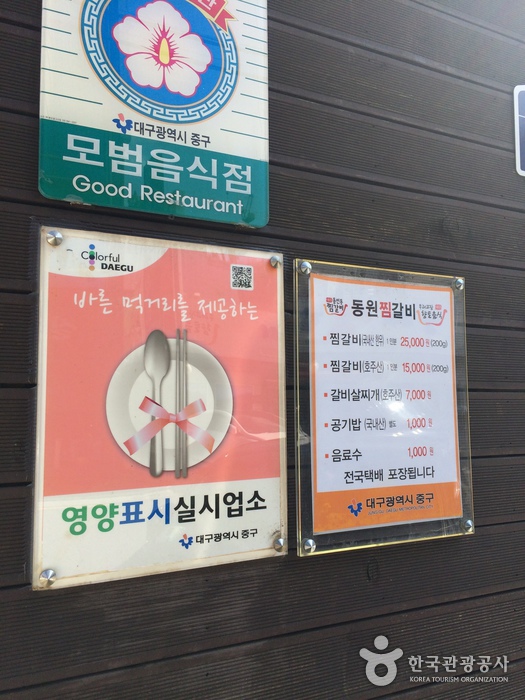 대구광역시 중구
모범음식점
Good Restaurant
Colorful
DAEGU
바른 먹거리를 제공하는
영양표시실시업소
대구광역시 중구
동원찜갈비
찜갈비(국내산 한우) 1인분 25,000원(200g)
찜갈비(호주산) 1인분 15,000원(200g)
갈비살찌개(호주산) 7,000원
공기밥 (국내산) 별도 1,000원
음료수 1,000원
전국택배 포장됩니다
대구광역시 중구
한국관광공사
KOREA TOURISM ORGANIZATION